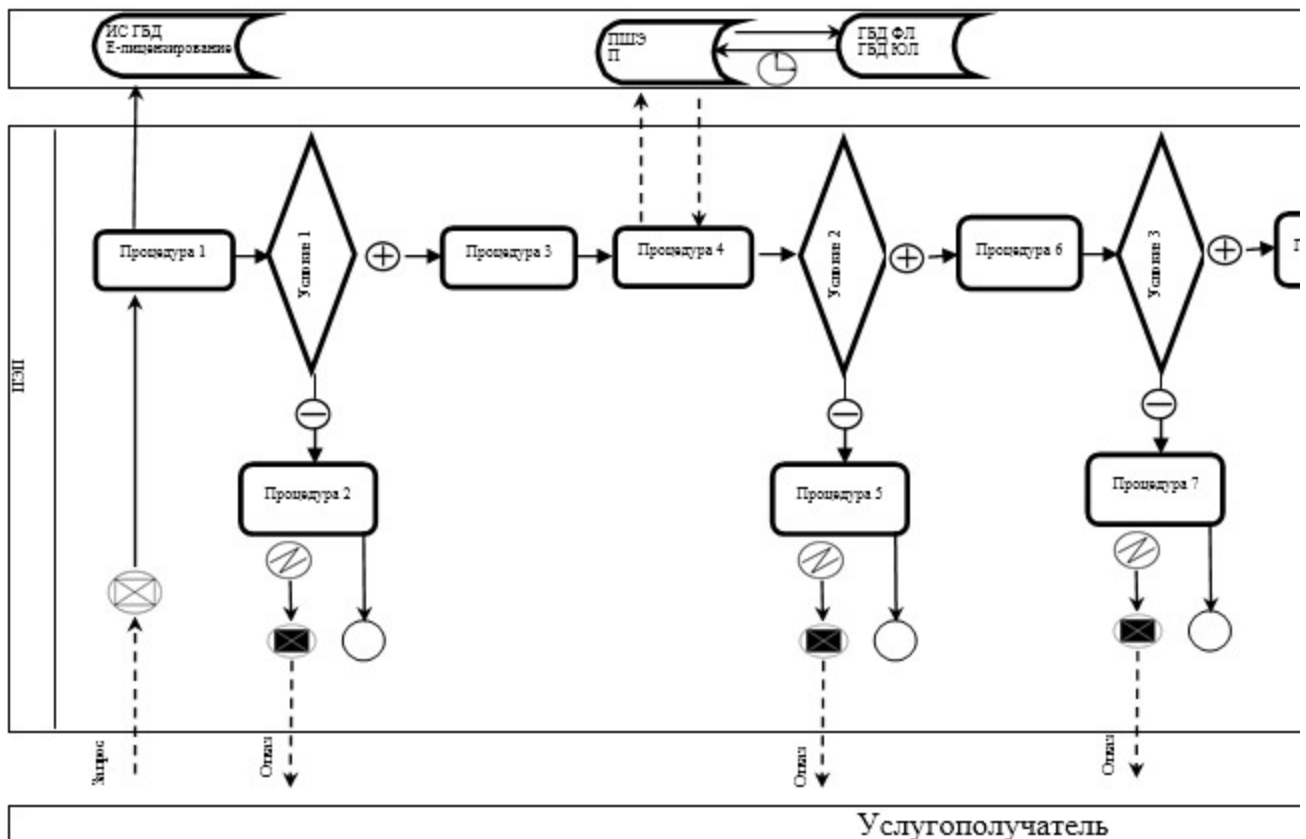 ИС ГБД
Е-лицензирование
ПШЭ
П
ГБД ФЛ
ГБД ЮЛ
ПЭП
Процедура 1
Условие 1
Процедура 3
Процедура 4
Условие 2
Процедура 6
Условие 3
П
Процедура 2
Процедура 5
Процедура 7
Запрос
Отказ
Отказ
Отказ
Услугополучатель